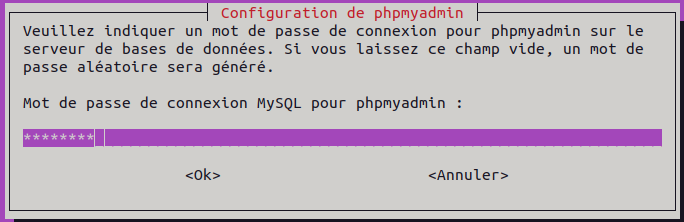 Configuration de phpmyadmin
Veuillez indiquer un mot de passe de connexion pour phpmyadmin sur le
serveur de bases de données. Si vous laissez ce champ vide, un mot de
passe aléatoire sera généré.
Mot de passe de connexion MySQL pour phpmyadmin :
********
<Ok> <Annuler>